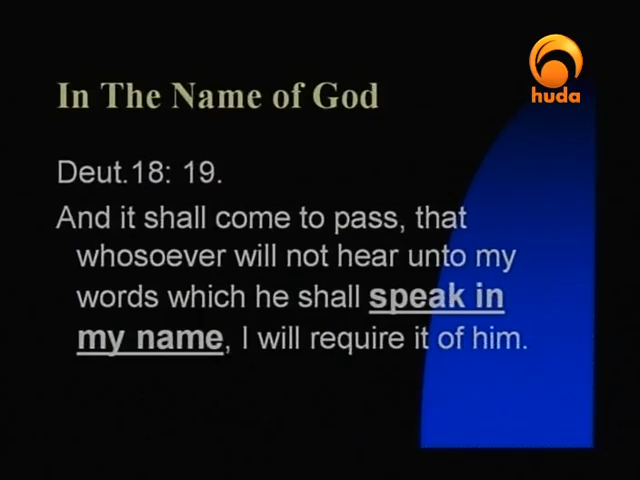 huda
In The Name of God
Deut.18: 19.
And it shall come to pass, that
whosoever will not hear unto my
words which he shall speak in
my name, I will require it of him.